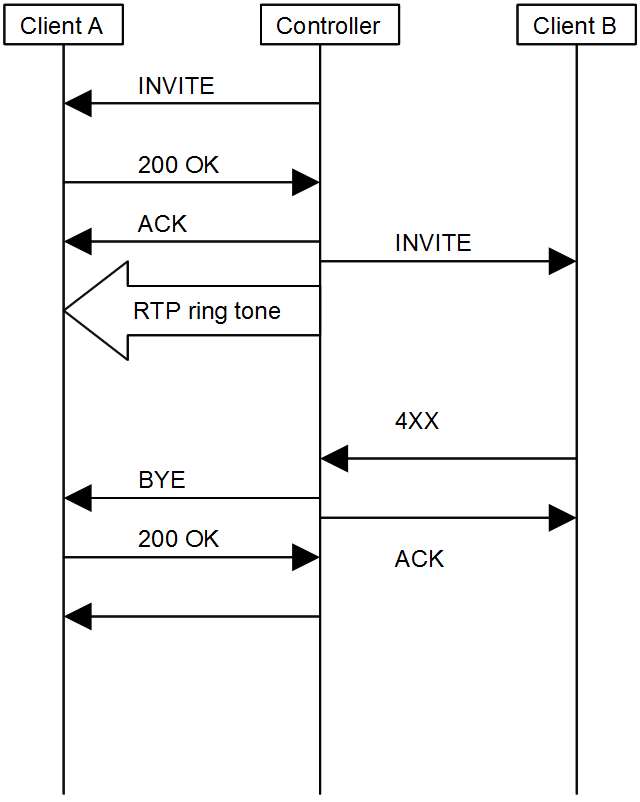 Client A
Controller
Client B
INVITE
200 OK
ACK
INVITE
RTP ring tone
4XX
BYE
200 OK
ACK